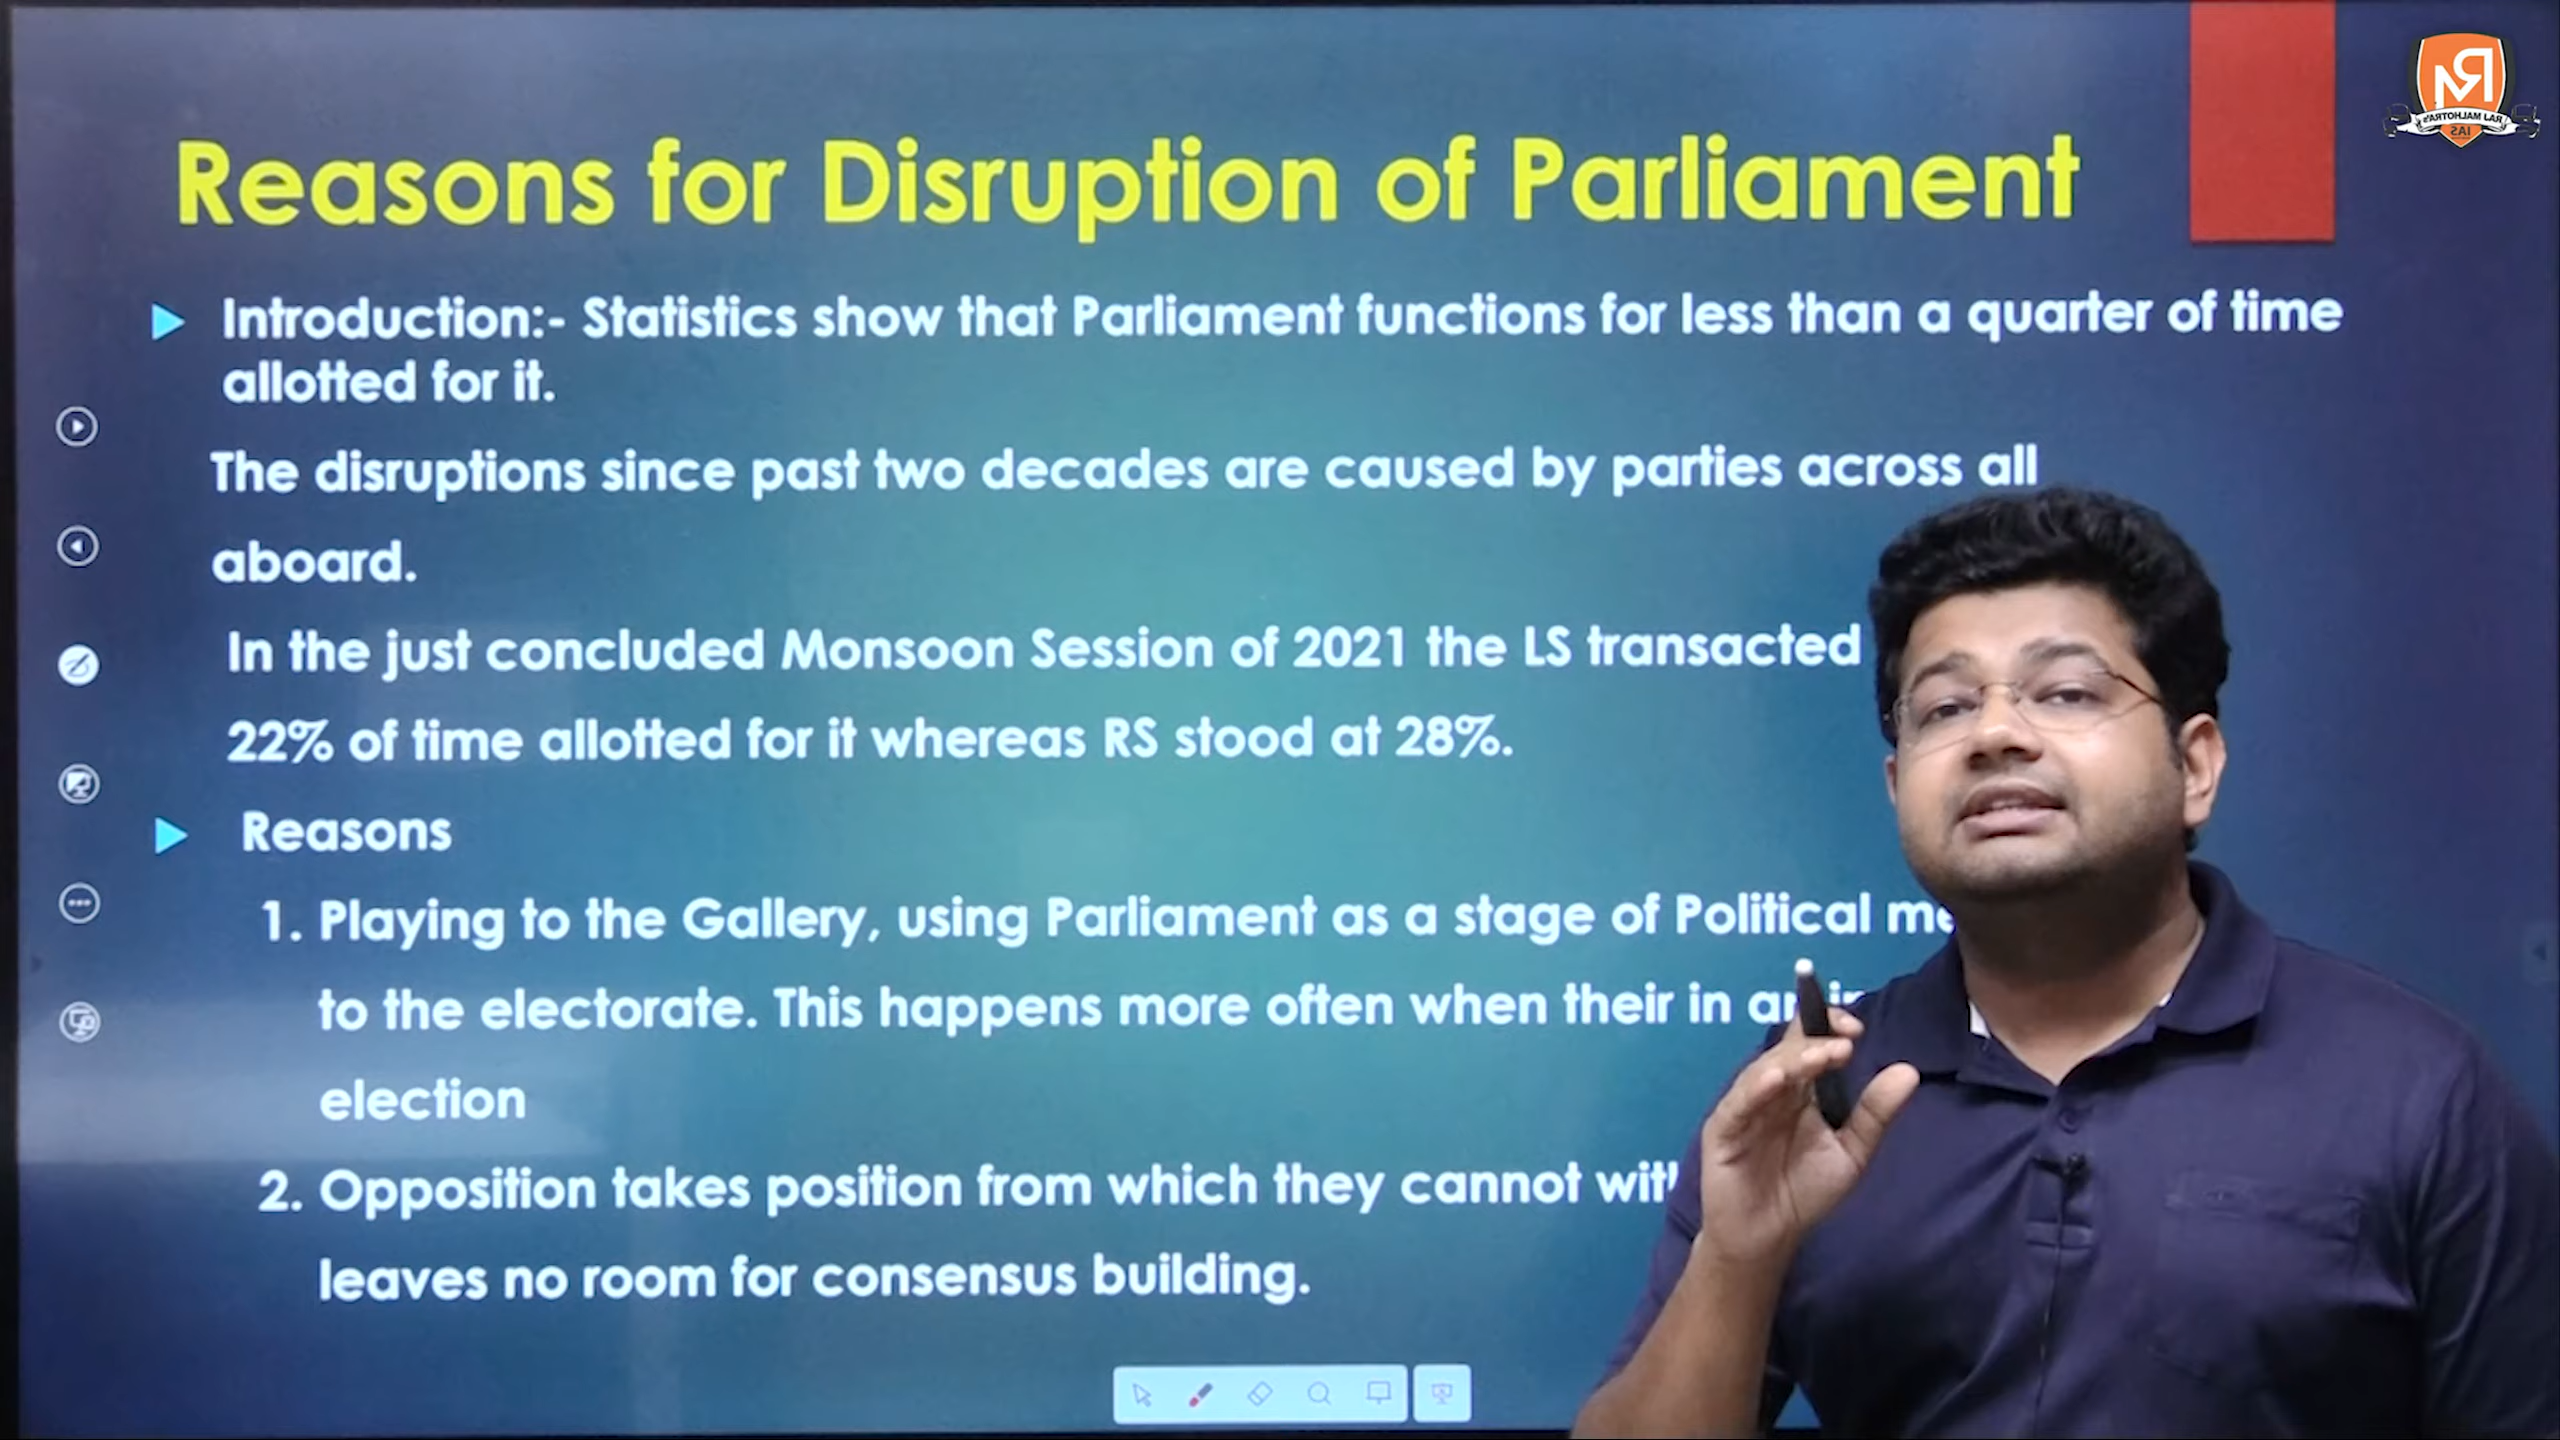 Reasons for Disruption of Parliament
Introduction:- Statistics show that Parliament functions for less than a quarter of time
allotted for it.
The disruptions since past two decades are caused by parties across all
aboard.
In the just concluded Monsoon Session of 2021 the LS transacted
22% of time allotted for it whereas RS stood at 28%.
Reasons
1. Playing to the Gallery, using Parliament as a stage of Political
to the electorate. This happens more often when their in
election
2. Opposition takes position from which they cannot
leaves no room for consensus building.
RM
RAJ MALHOTRA'S
IAS